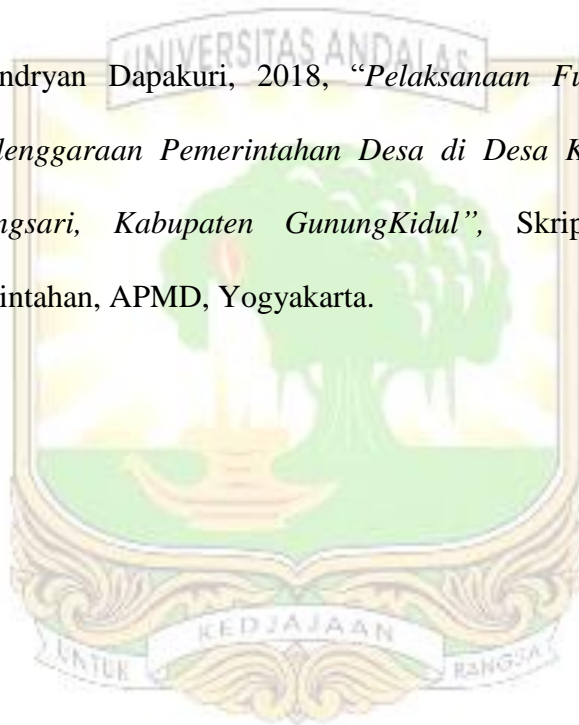 UNIVERSITAS ANDALAS
ndryan Dapakuri, 2018, “Pelaksanaan Fu
lenggaraan Pemerintahan Desa di Desa K
ngsari, Kabupaten GunungKidul”, Skrip
intahan, APMD, Yogyakarta.
KEDJAJAAN
UNTUK BANGSA